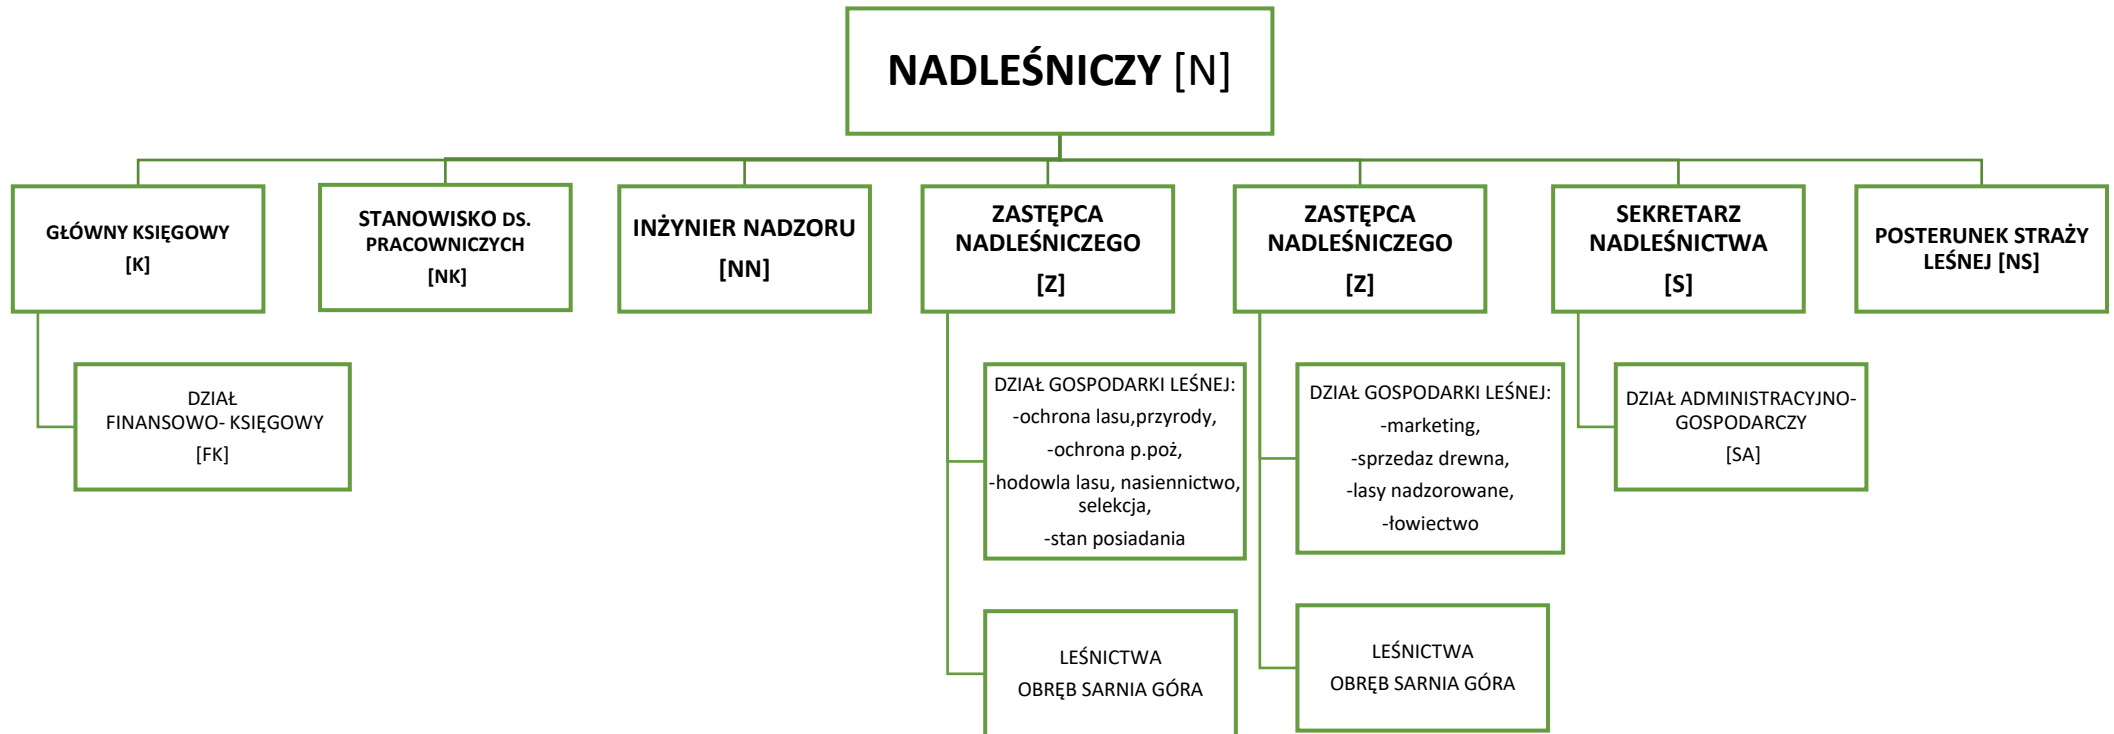 NADLEŚNICZY [N]
GŁÓWNY KSIĘGOWY
[K]
STANOWISKO DS.
PRACOWNICZYCH
[NK]
INŻYNIER NADZORU
[NN]
ZASTĘPCA
NADLEŚNICZEGO
[Z]
ZASTĘPCA
NADLEŚNICZEGO
[Z]
SEKRETARZ
NADLEŚNICTWA
[S]
POSTERUNEK STRAŻY
LEŚNEJ [NS]
DZIAŁ
FINANSOWO- KSIĘGOWY
[FK]
DZIAŁ GOSPODARKI LEŚNEJ:
-ochrona lasu,przyrody,
-ochrona p.poż,
-hodowla lasu, nasiennictwo,
selekcja,
-stan posiadania
DZIAŁ GOSPODARKI LEŚNEJ:
-marketing,
-sprzedaz drewna,
-lasy nadzorowane,
-łowiectwo
DZIAŁ ADMINISTRACYJNO-
GOSPODARCZY
[SA]
LEŚNICTWA
OBRĘB SARNIA GÓRA
LEŚNICTWA
OBRĘB SARNIA GÓRA